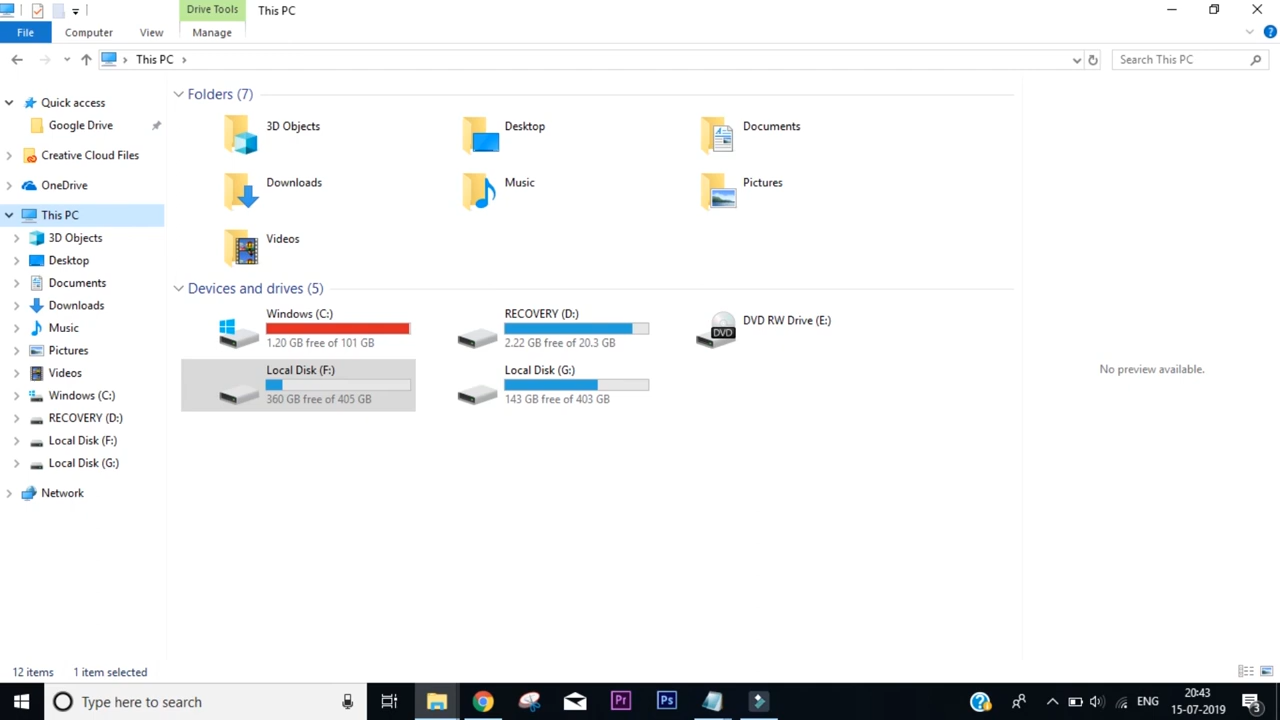 Drive Tools
This PC
File
Computer
View
Manage
This PC
Search This PC
Quick access
Google Drive
Creative Cloud Files
OneDrive
This PC
3D Objects
Desktop
Documents
Downloads
Music
Pictures
Videos
Windows (C:)
RECOVERY (D:)
Local Disk (F:)
Local Disk (G:)
Network
Folders (7)
3D Objects
Desktop
Documents
Downloads
Music
Pictures
Videos
Devices and drives (5)
Windows (C:)
1.20 GB free of 101 GB
RECOVERY (D:)
2.22 GB free of 20.3 GB
DVD
DVD RW Drive (E:)
Local Disk (F:)
360 GB free of 405 GB
Local Disk (G:)
143 GB free of 403 GB
No preview available.
12 items
1 item selected
Type here to search
Pr
Ps
ENG
20:43
15-07-2019
3